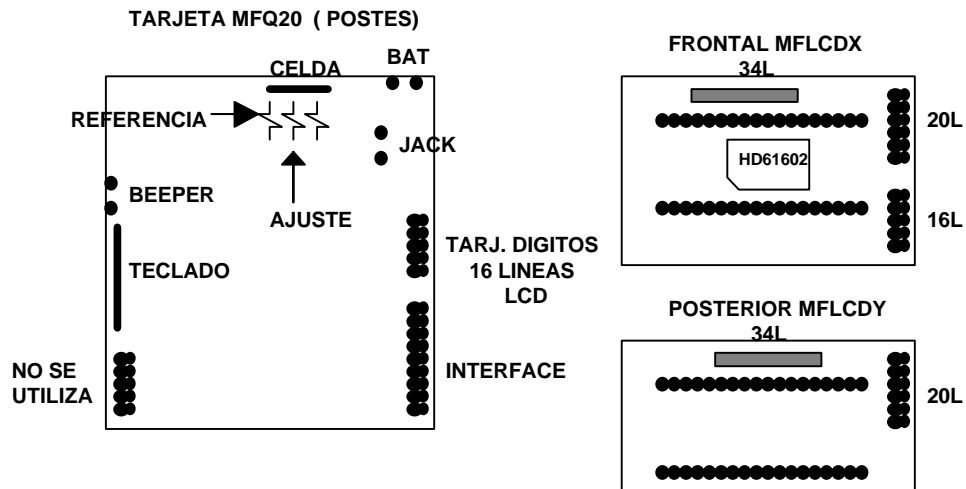 TARJETA MFQ20 ( POSTES)
CELDA
BAT
REFERENCIA
JACK
BEEPER
AJUSTE
TECLADO
TARJ. DIGITOS
16 LINEAS
LCD
NO SE
UTILIZA
INTERFACE
FRONTAL MFLCDX
34L
20L
HD61602
16L
POSTERIOR MFLCDY
34L
20L